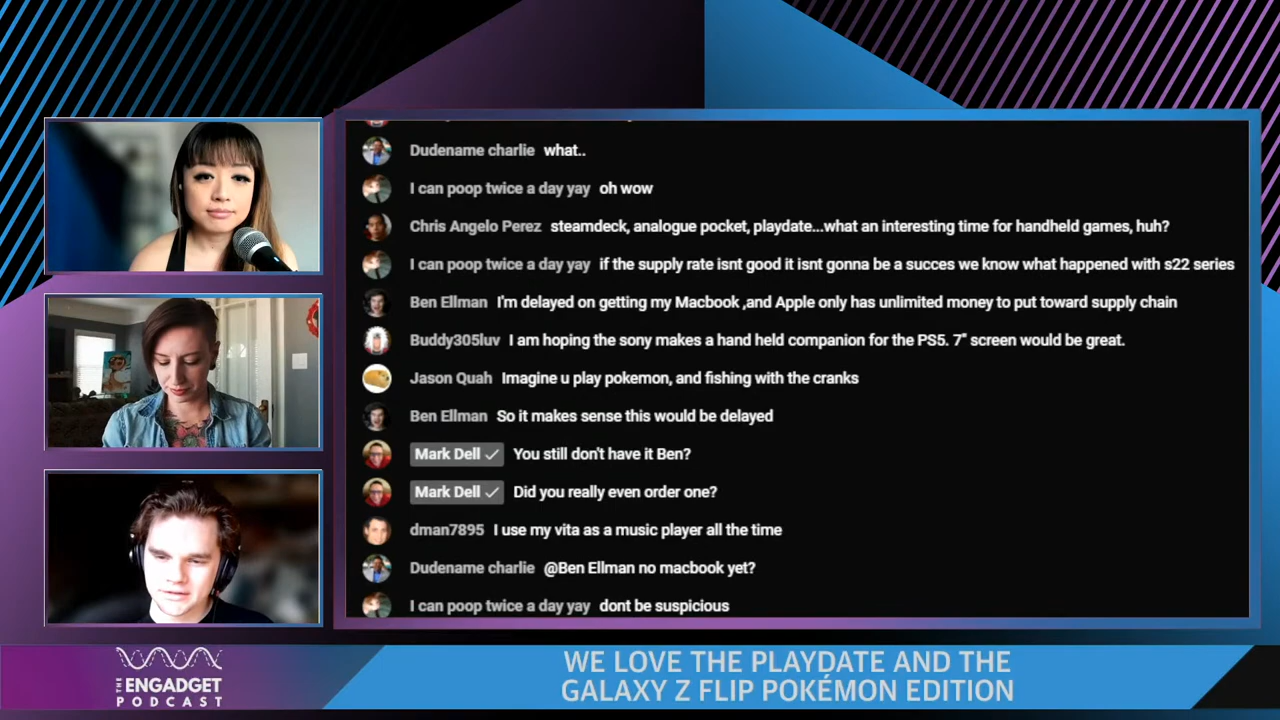 Dudename charlie what..
I can poop twice a day yay oh wow
Chris Angelo Perez steamdeck, analogue pocket, playdate...what an interesting time for handheld games, huh?
I can poop twice a day yay if the supply rate isnt good it isnt gonna be a succes we know what happened with s22 series
Ben Ellman I'm delayed on getting my Macbook ,and Apple only has unlimited money to put toward supply chain
Buddy305luv I am hoping the sony makes a hand held companion for the PS5. 7" screen would be great.
Jason Quah Imagine u play pokemon, and fishing with the cranks
Ben Ellman So it makes sense this would be delayed
Mark Dell ✓ You still don't have it Ben?
Mark Dell ✓ Did you really even order one?
dman7895 I use my vita as a music player all the time
Dudename charlie @Ben Ellman no macbook yet?
I can poop twice a day yay dont be suspicious
THE ENGADGET PODCAST
WE LOVE THE PLAYDATE AND THE
GALAXY Z FLIP POKÉMON EDITION